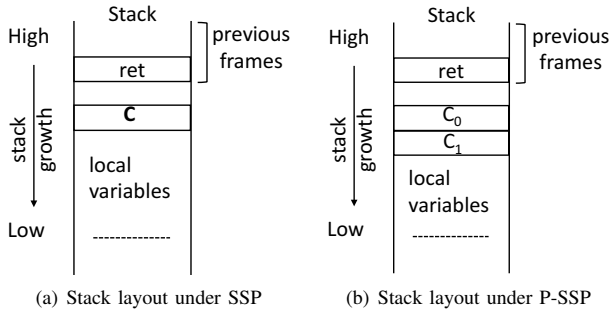 Stack
High
previous
frames
ret
C
stack
growth
local
variables
Low
(a) Stack layout under SSP
Stack
High
previous
frames
ret
C₀
C₁
stack
growth
local
variables
Low
(b) Stack layout under P-SSP